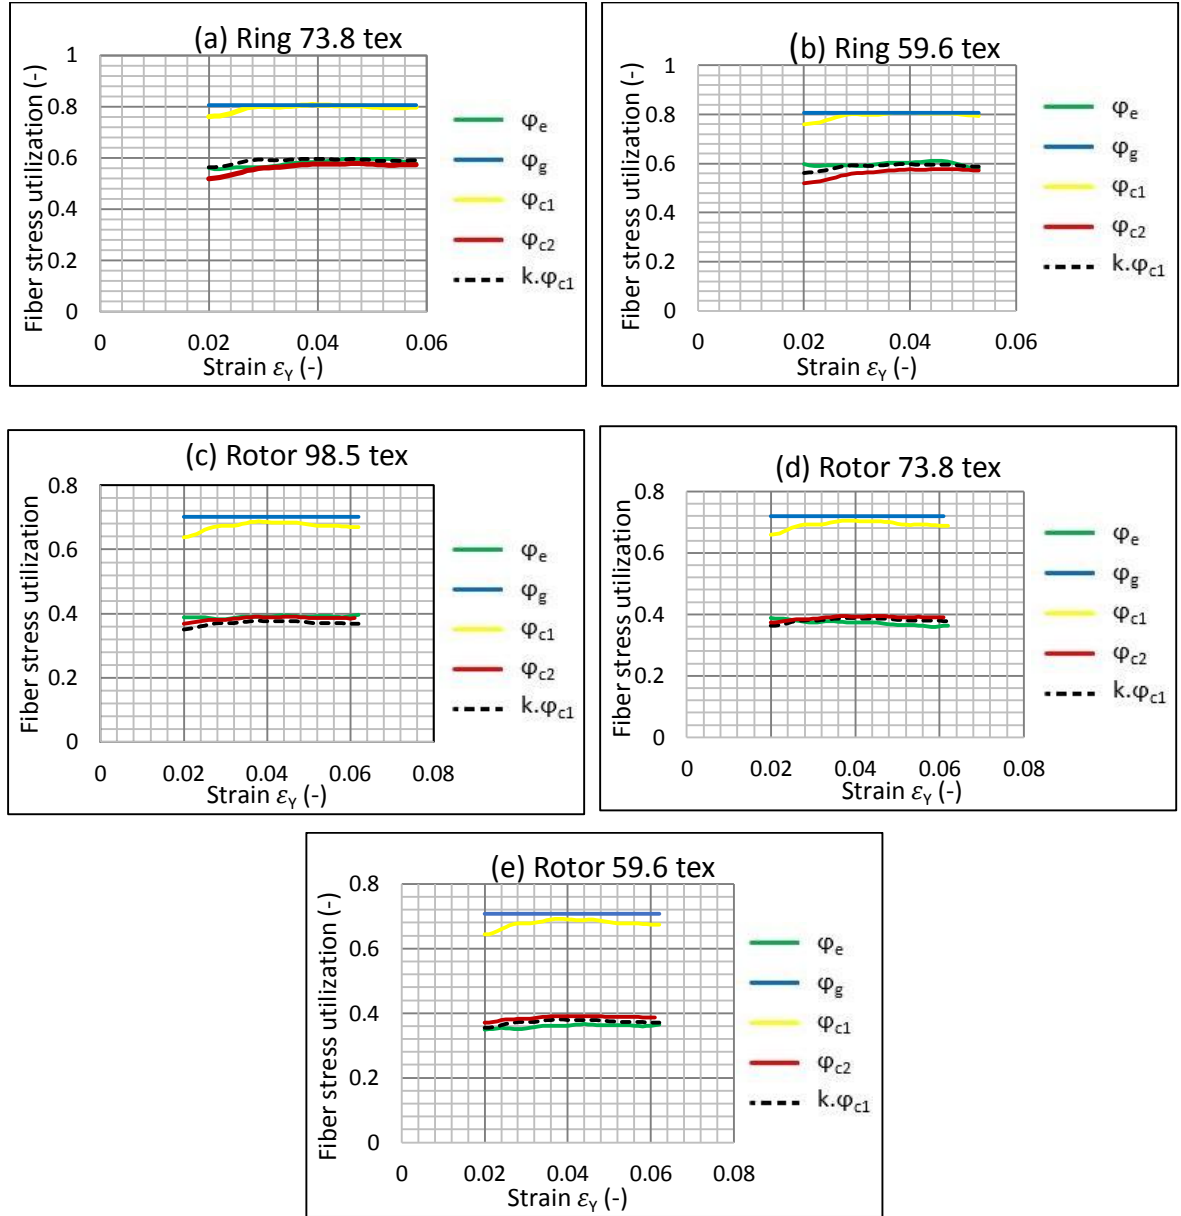 (a) Ring 73.8 tex
Fiber stress utilization (-)
1
0.8
0.6
0.4
0.2
0
0
0.02
0.04
0.06
Strain εY (-)
φe
φg
φc1
φc2
k.φc1
(b) Ring 59.6 tex
Fiber stress utilization (-)
1
0.8
0.6
0.4
0.2
0
0
0.02
0.04
0.06
Strain εY (-)
φe
φg
φc1
φc2
k.φc1
(c) Rotor 98.5 tex
Fiber stress utilization
0.8
0.6
0.4
0.2
0
0
0.02
0.04
0.06
0.08
Strain εY (-)
φe
φg
φc1
φc2
k.φc1
(d) Rotor 73.8 tex
Fiber stress utilization
0.8
0.6
0.4
0.2
0
0
0.02
0.04
0.06
0.08
Strain εY (-)
φe
φg
φc1
φc2
k.φc1
(e) Rotor 59.6 tex
Fiber stress utilization (-)
0.8
0.6
0.4
0.2
0
0
0.02
0.04
0.06
0.08
Strain εY (-)
φe
φg
φc1
φc2
k.φc1